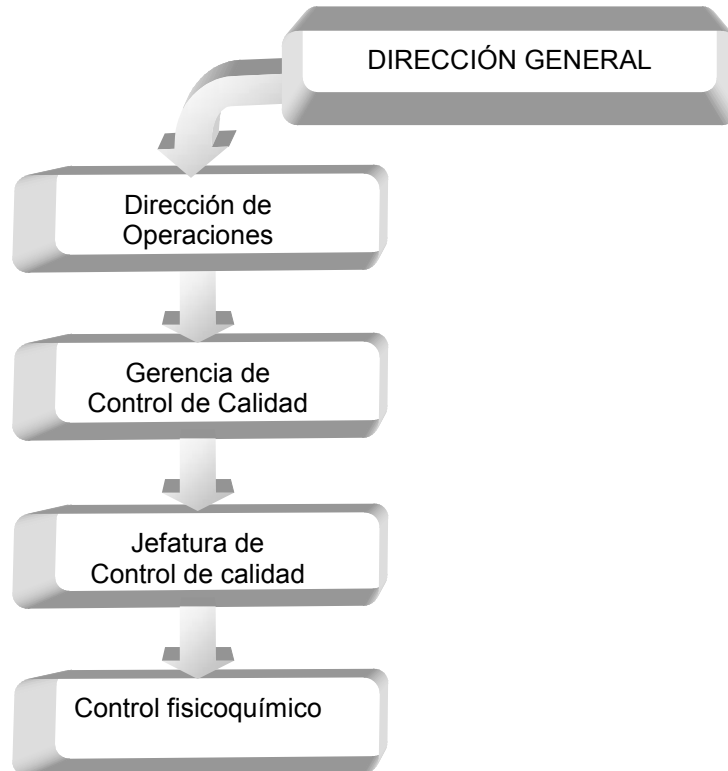 DIRECCIÓN GENERAL
Dirección de
Operaciones
Gerencia de
Control de Calidad
Jefatura de
Control de calidad
Control fisicoquímico